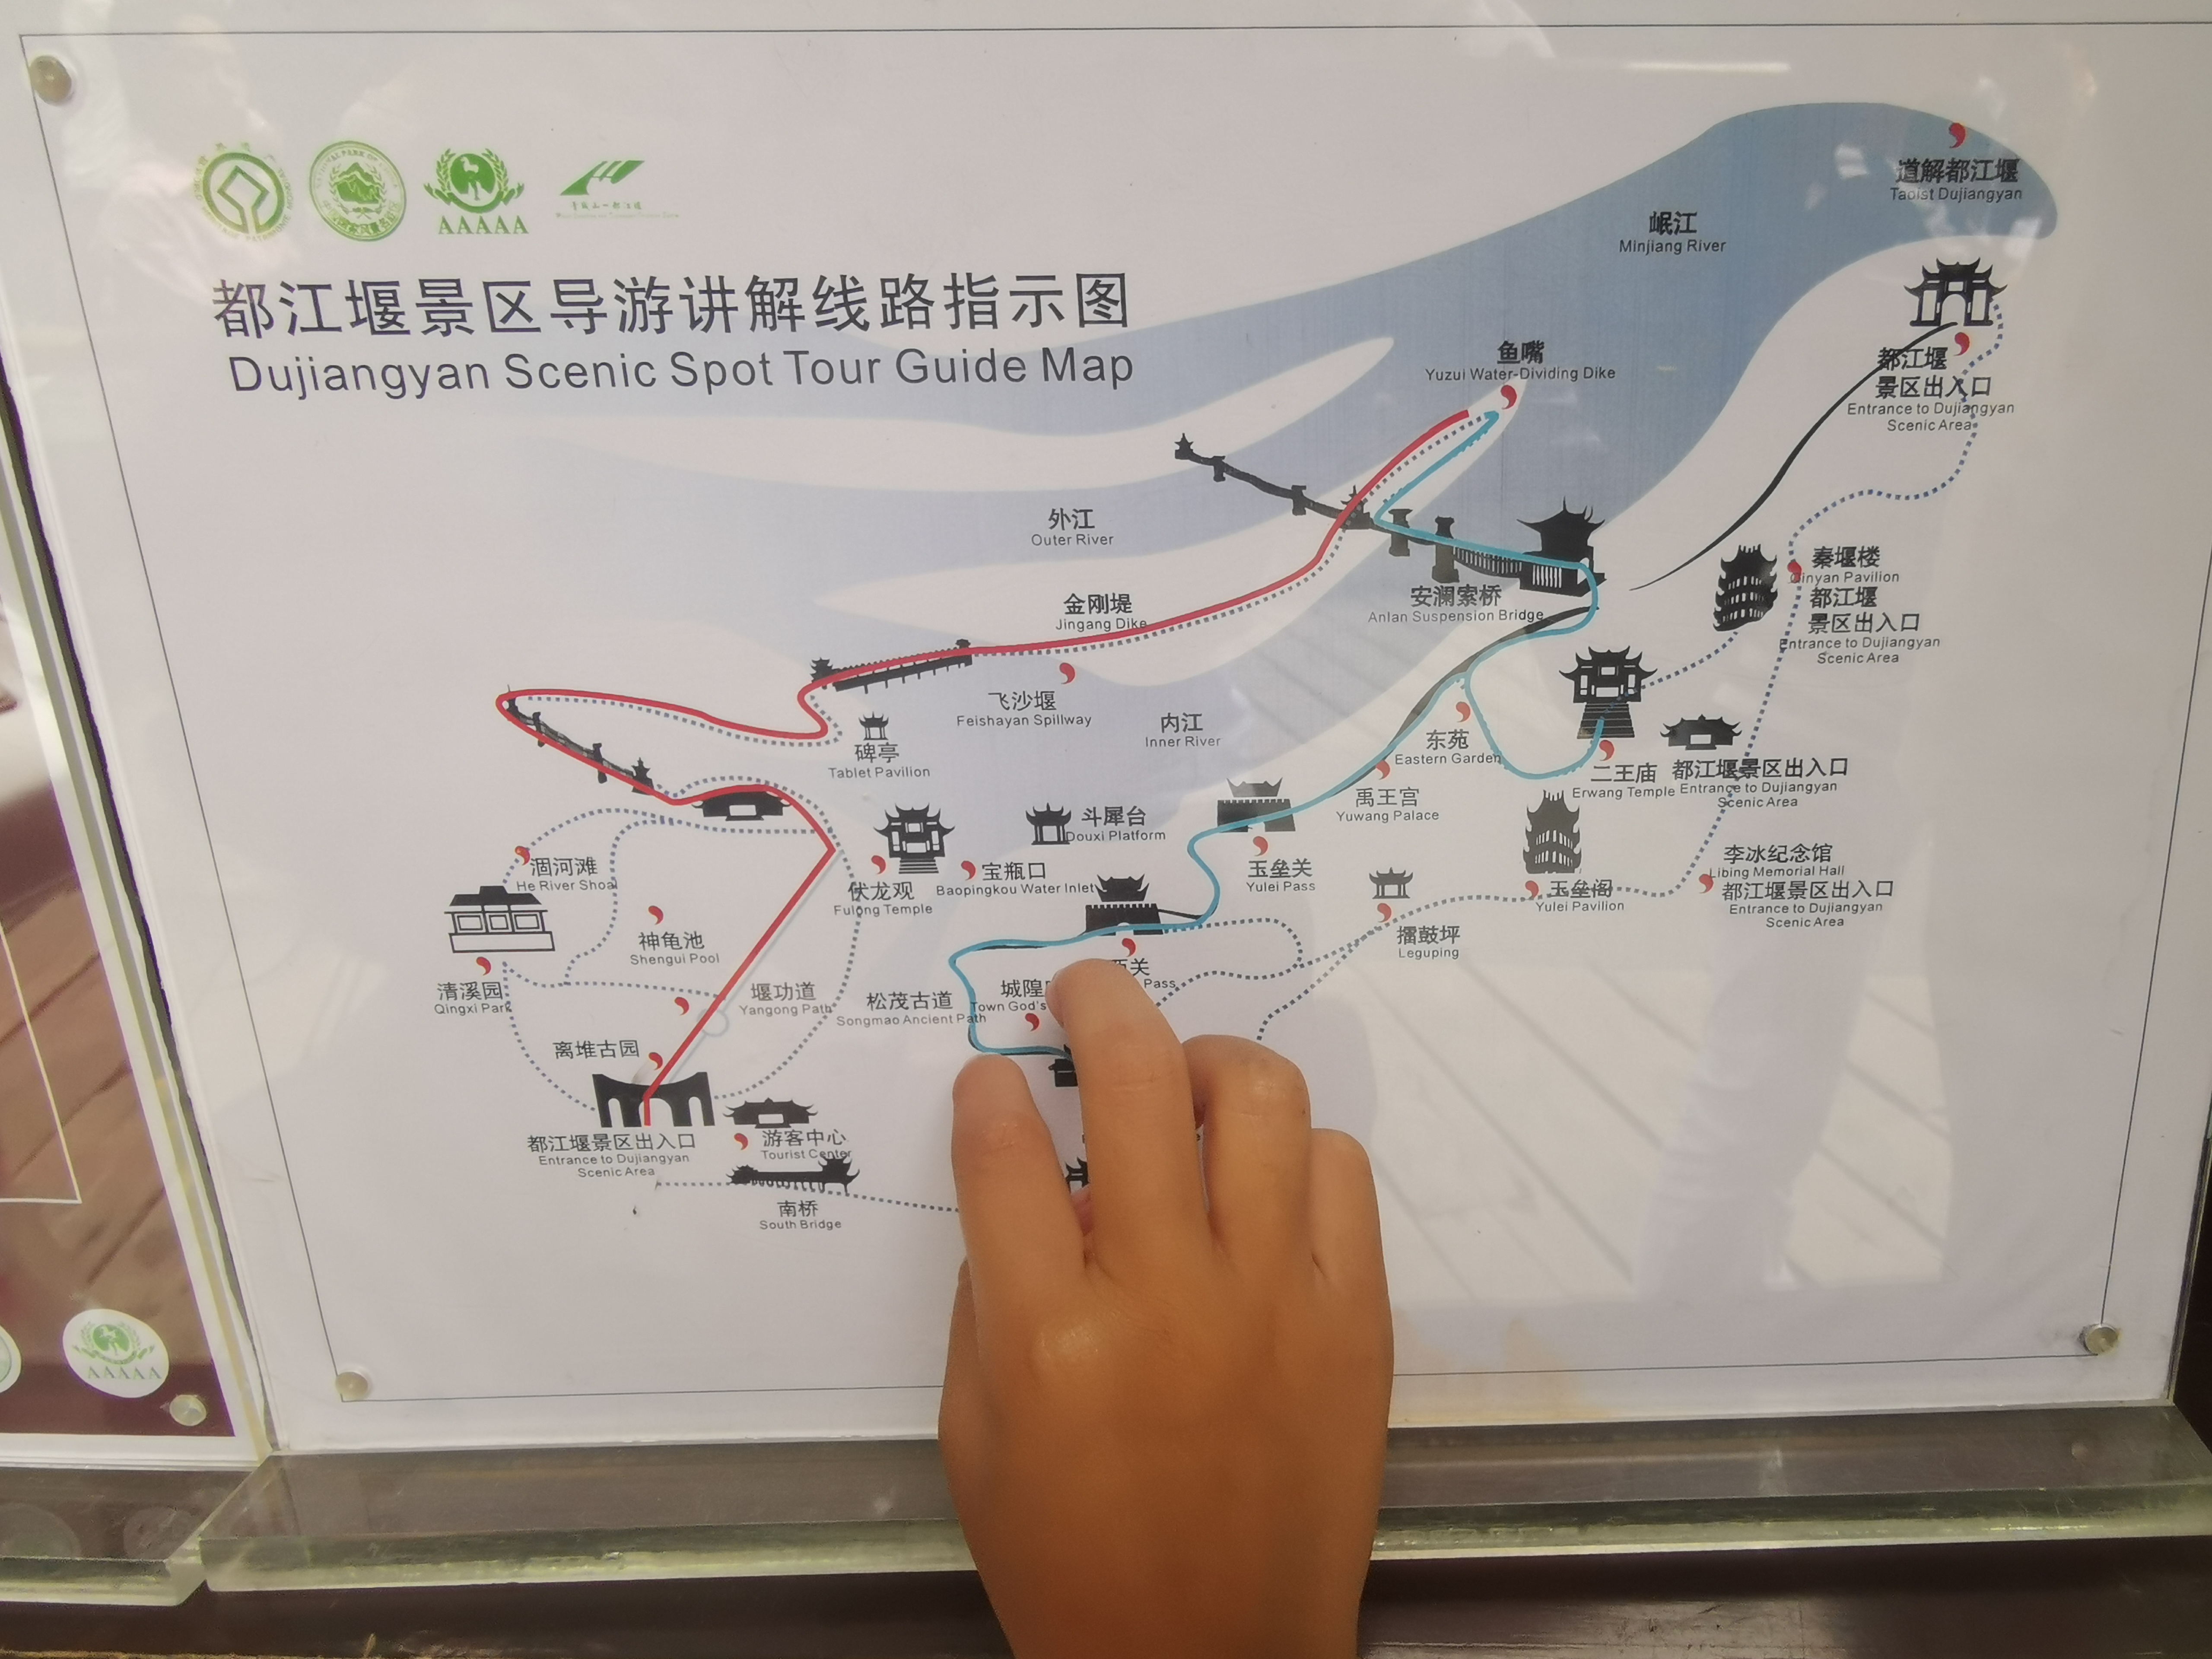 AAAAA
都江堰景区导游讲解线路指示图
Dujiangyan Scenic Spot Tour Guide Map
道解都江堰
Taoist Dujiangyan
岷江
Minjiang River
鱼嘴
Yuzui Water-Dividing Dike
都江堰
景区出入口
Entrance to Dujiangyan
Scenic Area
外江
Outer River
秦堰楼
Qinyan Pavilion
都江堰
景区出入口
Entrance to Dujiangyan
Scenic Area
安澜索桥
Anlan Suspension Bridge
金刚堤
Jingang Dike
飞沙堰
Feishayan Spillway
内江
Inner River
碑亭
Tablet Pavilion
东苑
Eastern Garden
二王庙
Erwang Temple
都江堰景区出入口
Entrance to Dujiangyan
Scenic Area
禹王宫
Yuwang Palace
斗犀台
Douxi Platform
玉垒关
Yulei Pass
宝瓶口
Baopingkou Water Inlet
伏龙观
Fulong Temple
洄河滩
He River Shoal
李冰纪念馆
Libing Memorial Hall
都江堰景区出入口
Entrance to Dujiangyan
Scenic Area
玉垒阁
Yulei Pavilion
擂鼓坪
Leguping
神龟池
Shengui Pool
西关
Pass
清溪园
Qingxi Park
堰功道
Yangong Path
松茂古道
Songmao Ancient Path
城隍
Town God's
离堆古园
都江堰景区出入口
Entrance to Dujiangyan
Scenic Area
游客中心
Tourist Center
南桥
South Bridge
AAAAA